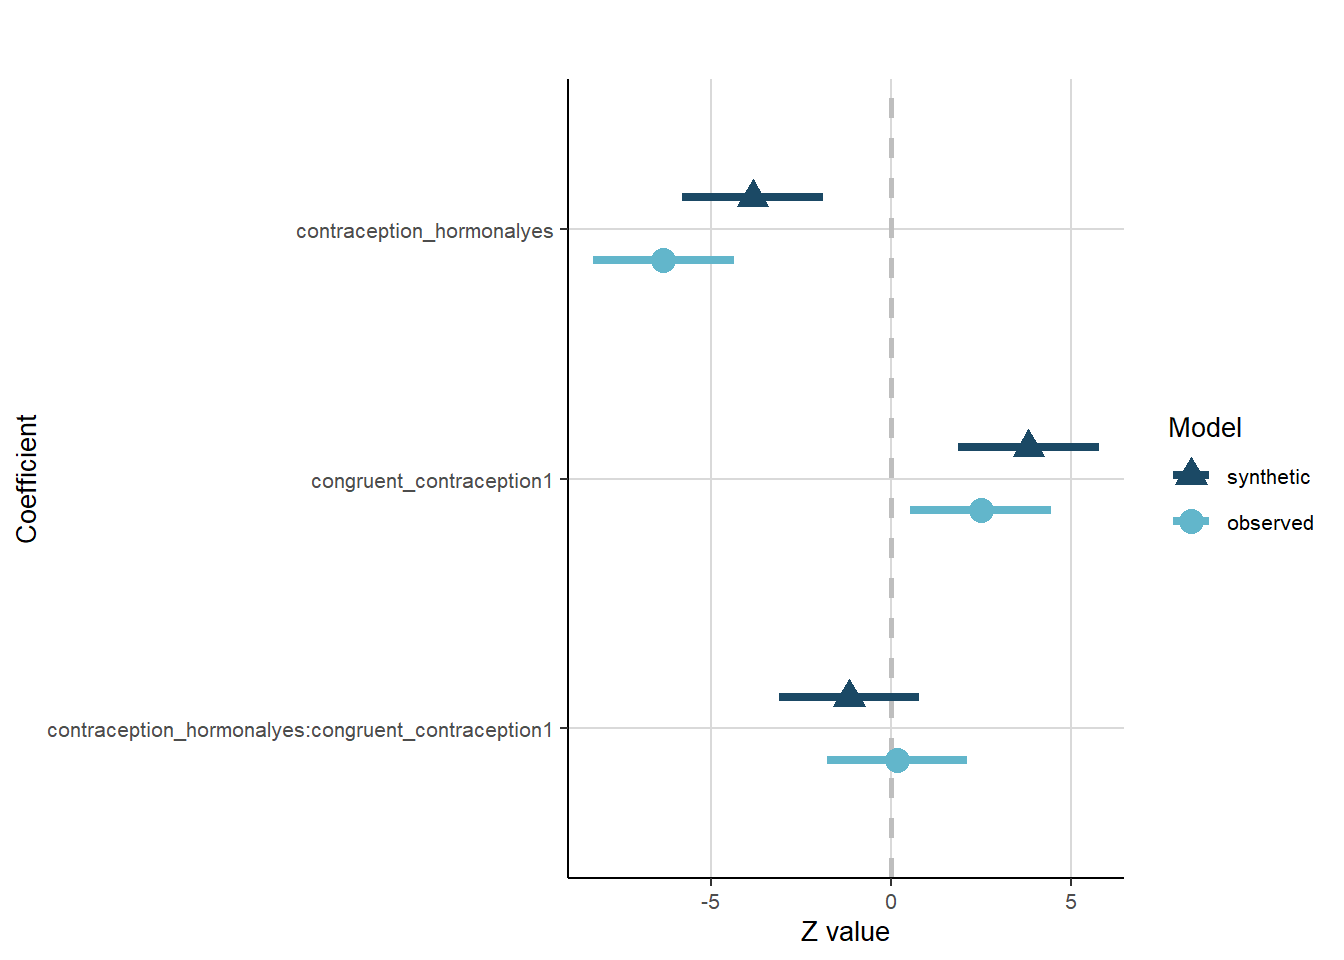 contraception_hormonalyes
congruent_contraception1
contraception_hormonalyes:congruent_contraception1
Coefficient
-5
0
5
Z value
Model
synthetic
observed